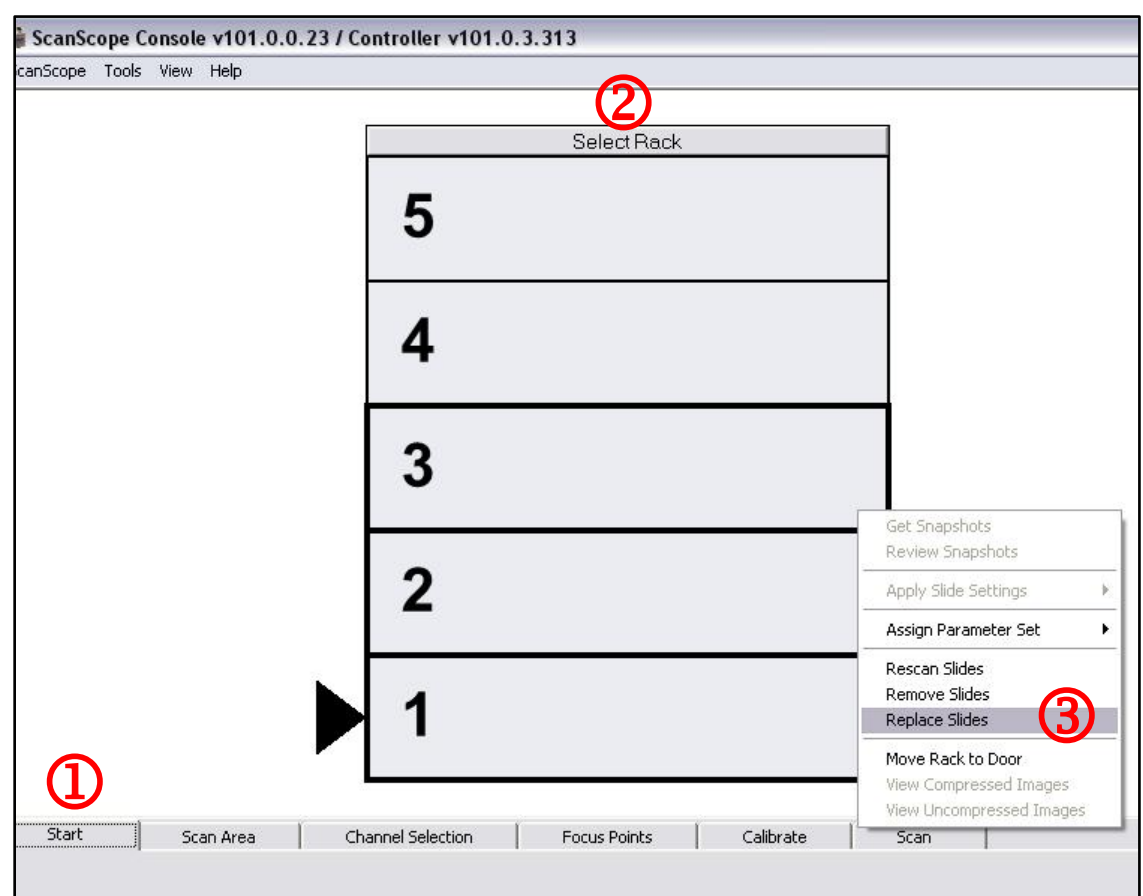 ScanScope Console v101.0.0.23 / Controller v101.0.3.313
ScanScope Tools View Help
②
Select Rack
5
4
3
2
1
Get Snapshots
Review Snapshots
Apply Slide Settings
Assign Parameter Set
Rescan Slides
Remove Slides
Replace Slides
③
Move Rack to Door
View Compressed Images
View Uncompressed Images
①
Start Scan Area Channel Selection Focus Points Calibrate Scan